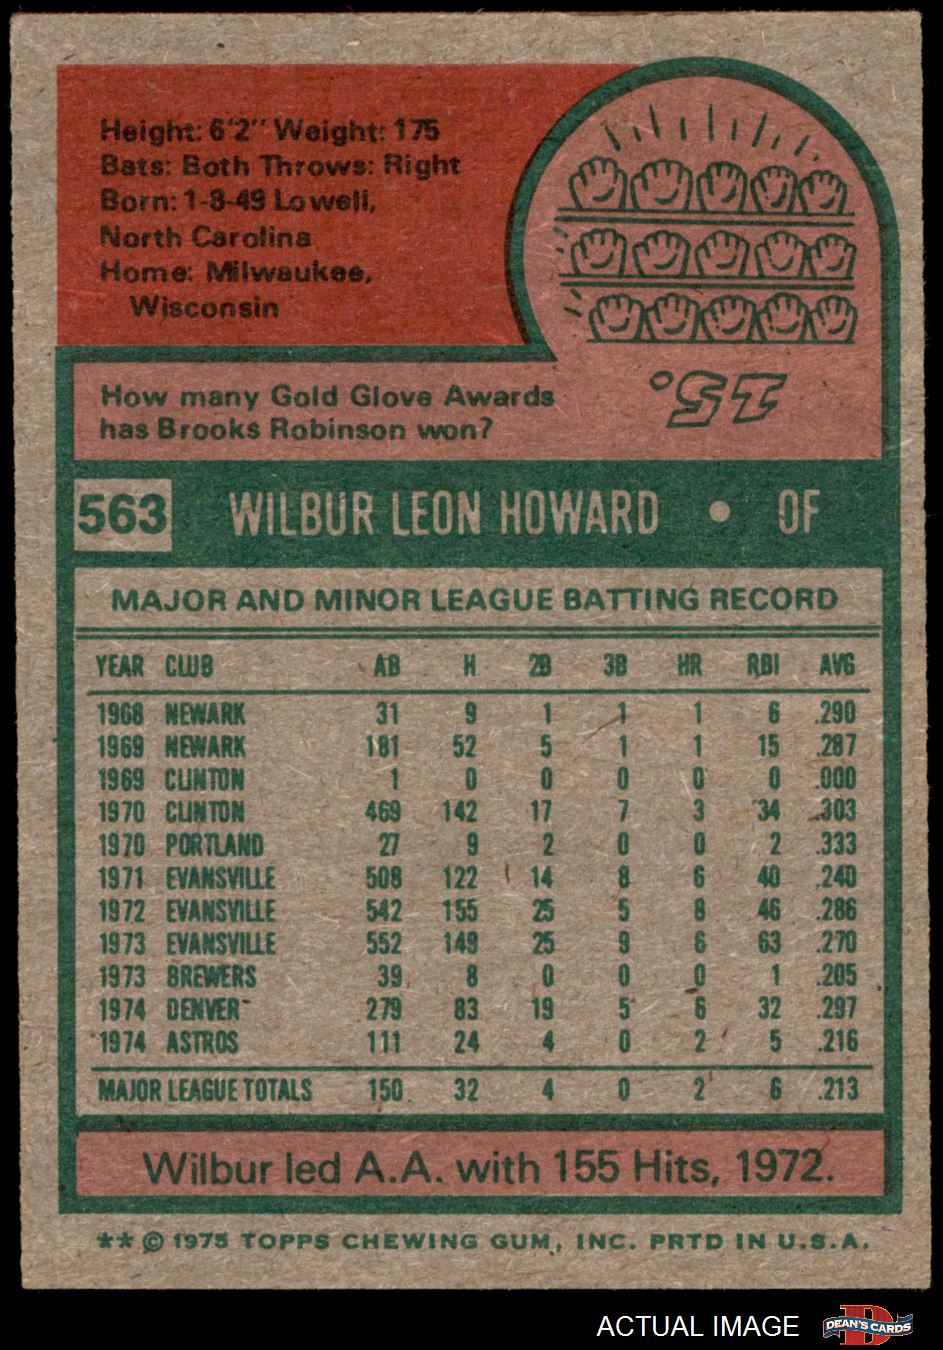 Height: 6'2" Weight: 175
Bats: Both Throws: Right
Born: 1-8-49 Lowell,
North Carolina
Home: Milwaukee,
Wisconsin
How many Gold Glove Awards
has Brooks Robinson won?
15.
563 WILBUR LEON HOWARD • OF
MAJOR AND MINOR LEAGUE BATTING RECORD
YEAR CLUB AB H 2B 3B HR RBI AVG
1968 NEWARK 31 9 1 1 1 6 .290
1969 NEWARK 181 52 5 1 1 15 .287
1969 CLINTON 1 0 0 0 0 0 .000
1970 CLINTON 469 142 17 7 3 34 .303
1970 PORTLAND 27 9 2 0 0 2 .333
1971 EVANSVILLE 508 122 14 8 6 40 .240
1972 EVANSVILLE 542 155 25 5 8 46 .286
1973 EVANSVILLE 552 149 25 9 6 63 .270
1973 BREWERS 39 8 0 0 0 1 .205
1974 DENVER 279 83 19 5 6 32 .297
1974 ASTROS 111 24 4 0 2 5 .216
MAJOR LEAGUE TOTALS 150 32 4 0 2 6 .213
Wilbur led A.A. with 155 Hits, 1972.
** © 1975 TOPPS CHEWING GUM, INC. PRTD IN U.S.A.
ACTUAL IMAGE DEAN'S CARDS